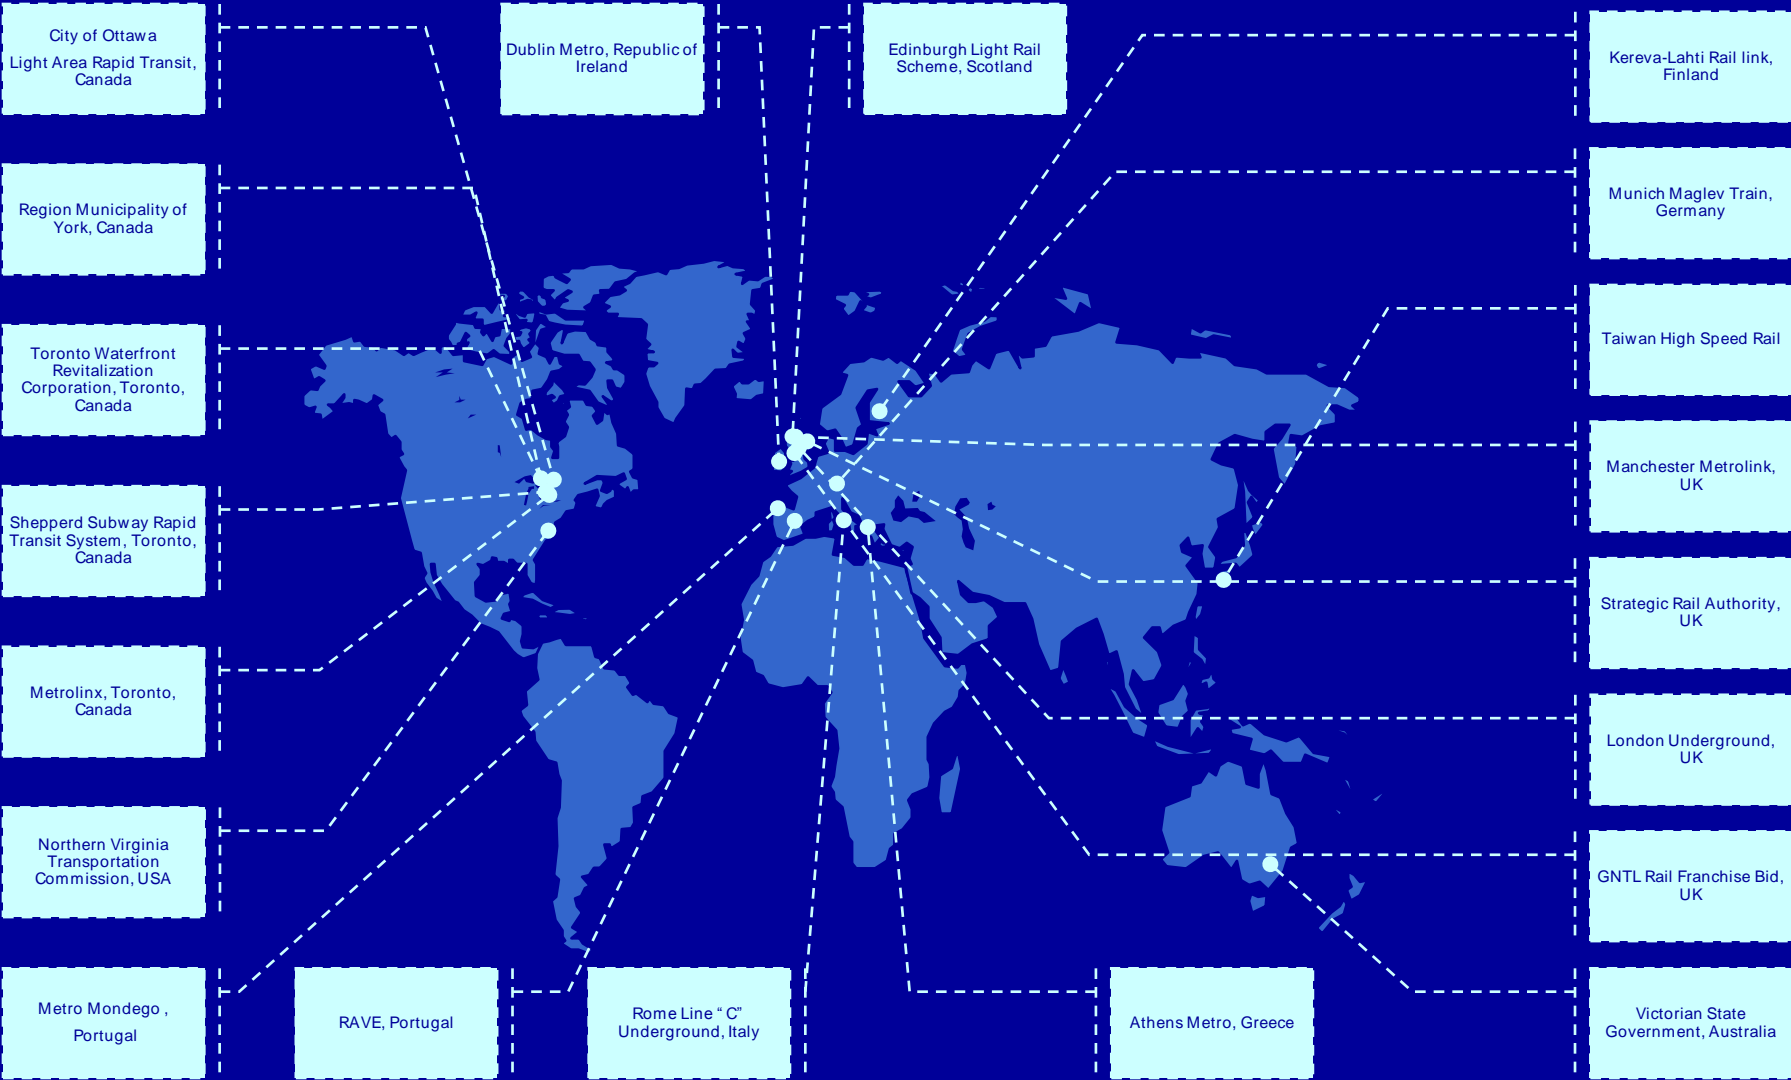 City of Ottawa
Light Area Rapid Transit,
Canada
Dublin Metro, Republic of
Ireland
Edinburgh Light Rail
Scheme, Scotland
Kereva-Lahti Rail link,
Finland
Region Municipality of
York, Canada
Munich Maglev Train,
Germany
Toronto Waterfront
Revitalization
Corporation, Toronto,
Canada
Taiwan High Speed Rail
Shepperd Subway Rapid
Transit System, Toronto,
Canada
Manchester Metrolink,
UK
Strategic Rail Authority,
UK
Metrolinx, Toronto,
Canada
London Underground,
UK
Northern Virginia
Transportation
Commission, USA
GNTL Rail Franchise Bid,
UK
Metro Mondego ,
Portugal
RAVE, Portugal
Rome Line “ C”
Underground, Italy
Athens Metro, Greece
Victorian State
Government, Australia